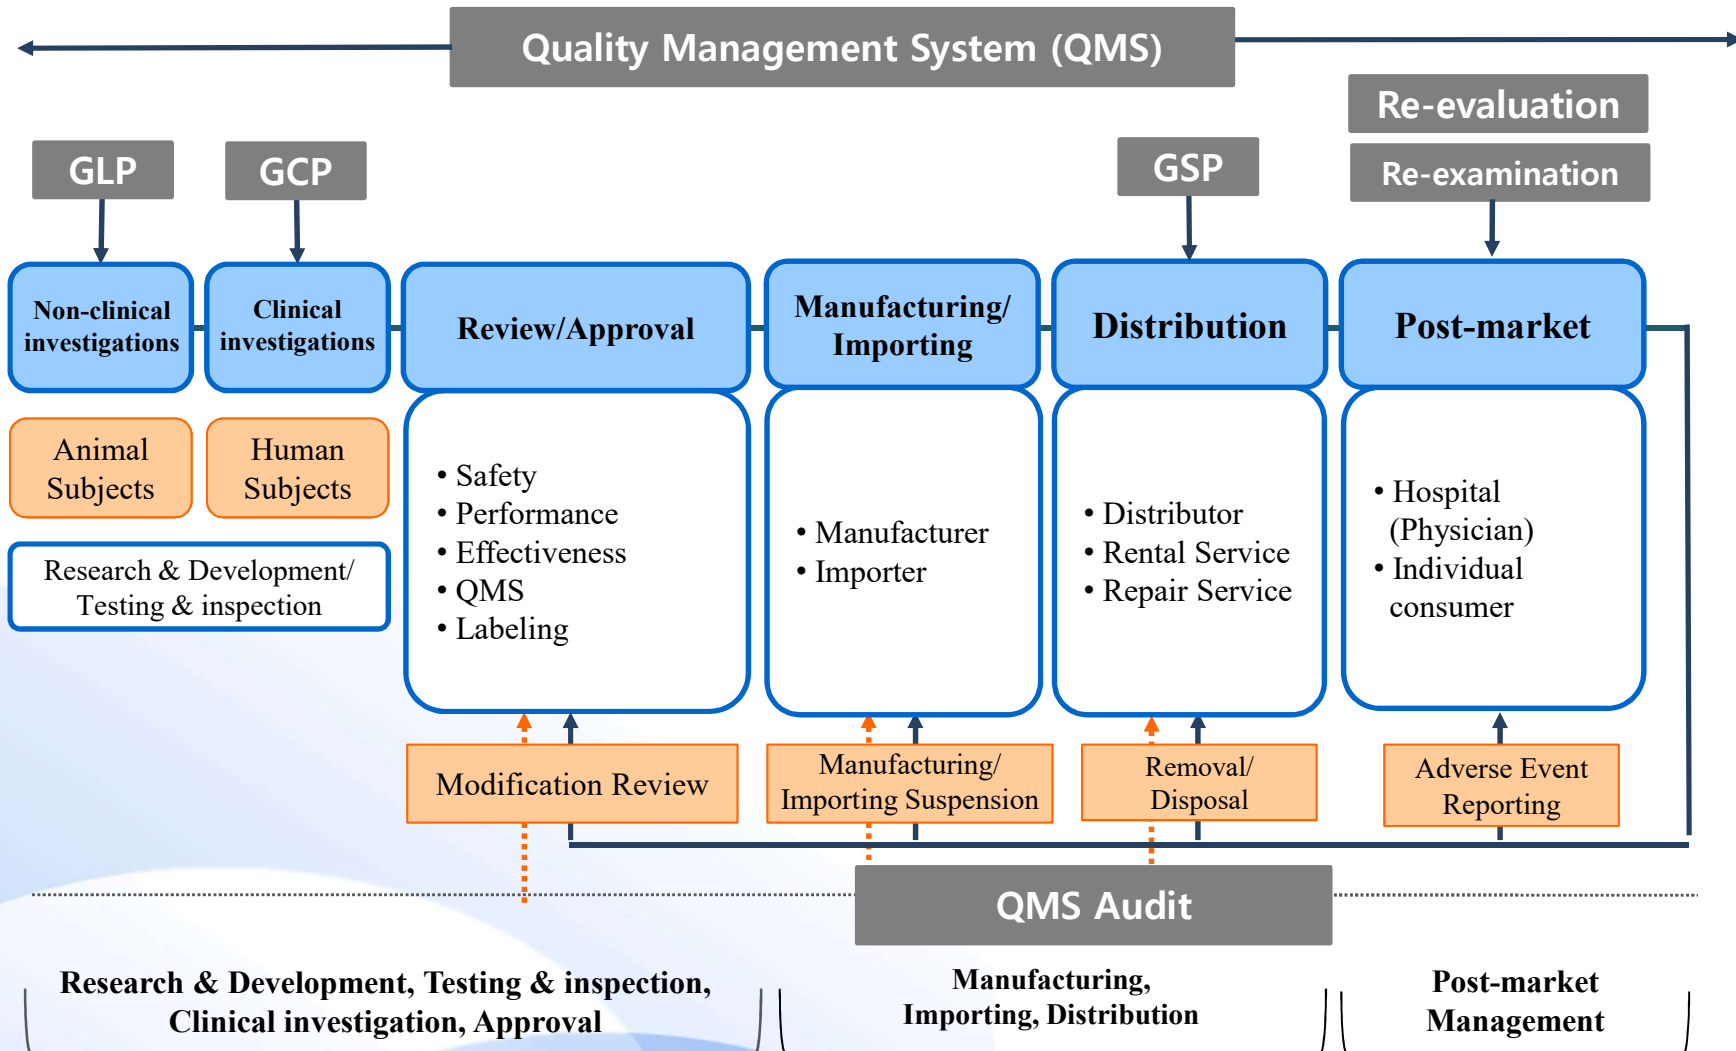 Quality Management System (QMS)
Re-evaluation
Re-examination
GLP
GCP
GSP
Non-clinical
investigations
Clinical
investigations
Review/Approval
Manufacturing/
Importing
Distribution
Post-market
Animal
Subjects
Human
Subjects
Research & Development/
Testing & inspection
• Safety
• Performance
• Effectiveness
• QMS
• Labeling
• Manufacturer
• Importer
• Distributor
• Rental Service
• Repair Service
• Hospital
(Physician)
• Individual
consumer
Modification Review
Manufacturing/
Importing Suspension
Removal/
Disposal
Adverse Event
Reporting
QMS Audit
Research & Development, Testing & inspection,
Clinical investigation, Approval
Manufacturing,
Importing, Distribution
Post-market
Management